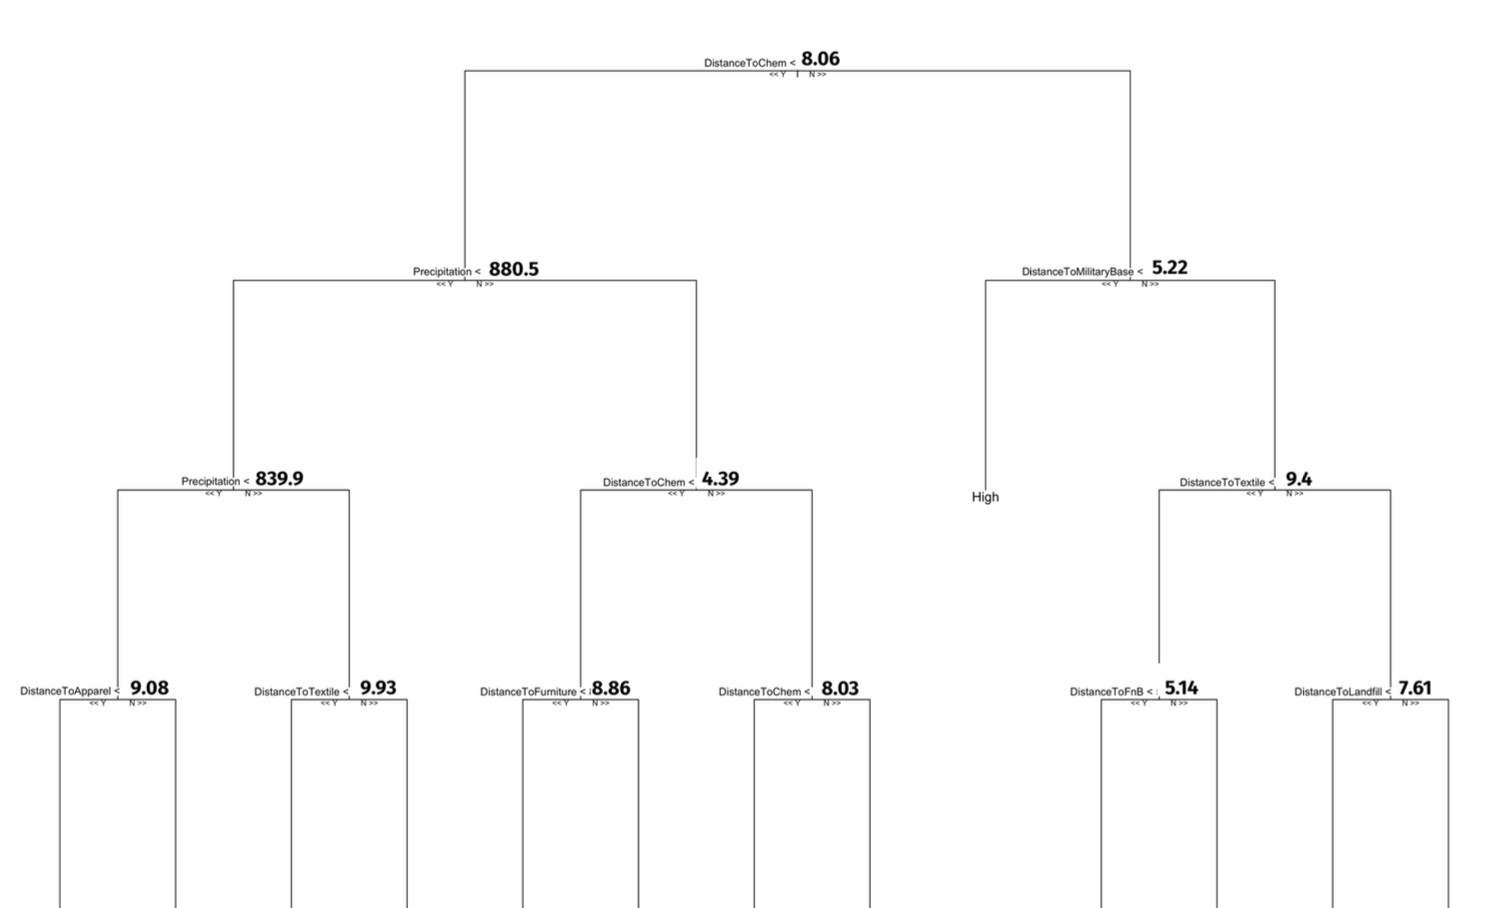 DistanceToChem < 8.06
<< Y | N >>
Precipitation < 880.5
<< Y N >>
DistanceToMilitaryBase < 5.22
<< Y N >>
Precipitation < 839.9
<< Y N >>
DistanceToChem < 4.39
<< Y N >>
High
DistanceToTextile < 9.4
<< Y N >>
DistanceToApparel < 9.08
<< Y N >>
DistanceToTextile < 9.93
<< Y N >>
DistanceToFurniture < 8.86
<< Y N >>
DistanceToChem < 8.03
<< Y N >>
DistanceToFnB < 5.14
<< Y N >>
DistanceToLandfill < 7.61
<< Y N >>